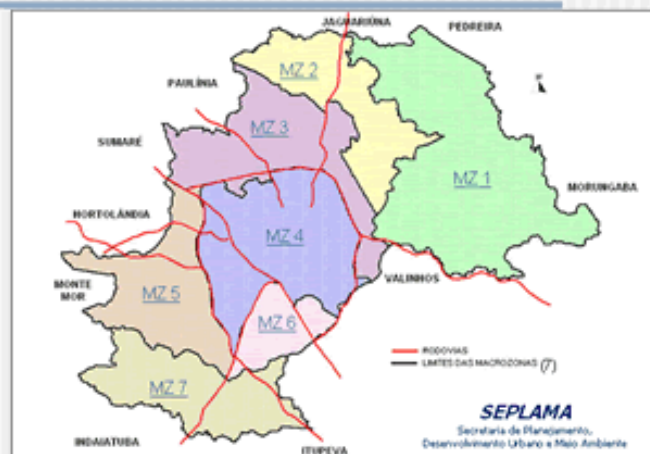 JAGUARIÚNA
PEDREIRA
MZ 2
PAULÍNIA
MZ 3
SUMARÉ
MZ 1
MORUNGABA
HORTOLÂNDIA
MZ 4
VALINHOS
MONTE
MOR
MZ 5
MZ 6
RODOVIAS
LIMITES DAS MACROZONAS (7)
MZ 7
SEPLAMA
Secretaria de Planejamento,
Desenvolvimento Urbano e Meio Ambiente
INDAIATUBA
ITUPEVA